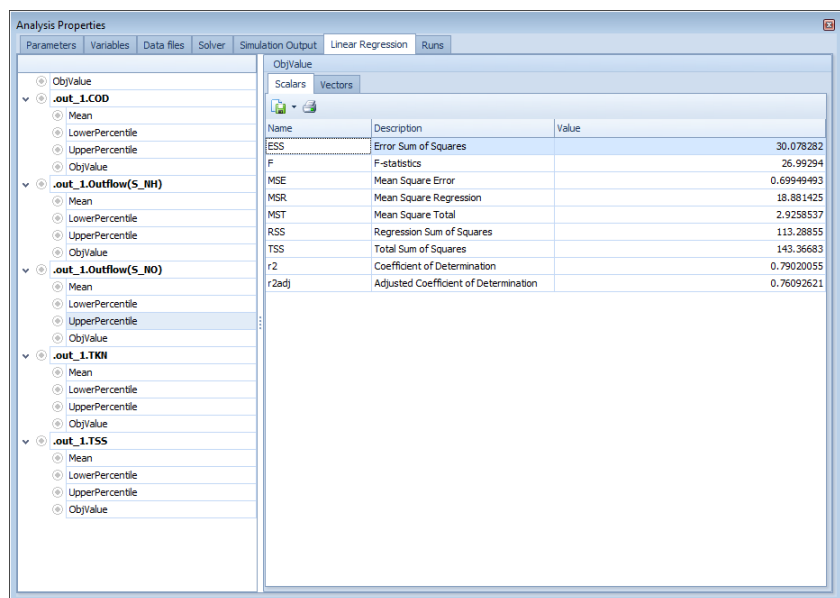 Analysis Properties
Parameters Variables Data files Solver Simulation Output Linear Regression Runs
ObjValue
.out_1.COD
Mean
LowerPercentile
UpperPercentile
ObjValue
.out_1.Outflow(S_NH)
Mean
LowerPercentile
UpperPercentile
ObjValue
.out_1.Outflow(S_NO)
Mean
LowerPercentile
UpperPercentile
ObjValue
.out_1.TKN
Mean
LowerPercentile
UpperPercentile
ObjValue
.out_1.TSS
Mean
LowerPercentile
UpperPercentile
ObjValue
ObjValue
Scalars Vectors
Name Description Value
ESS Error Sum of Squares 30.078282
F F-statistics 26.99294
MSE Mean Square Error 0.69949493
MSR Mean Square Regression 18.881425
MST Mean Square Total 2.9258537
RSS Regression Sum of Squares 113.28855
TSS Total Sum of Squares 143.36683
r2 Coefficient of Determination 0.79020055
r2adj Adjusted Coefficient of Determination 0.76092621